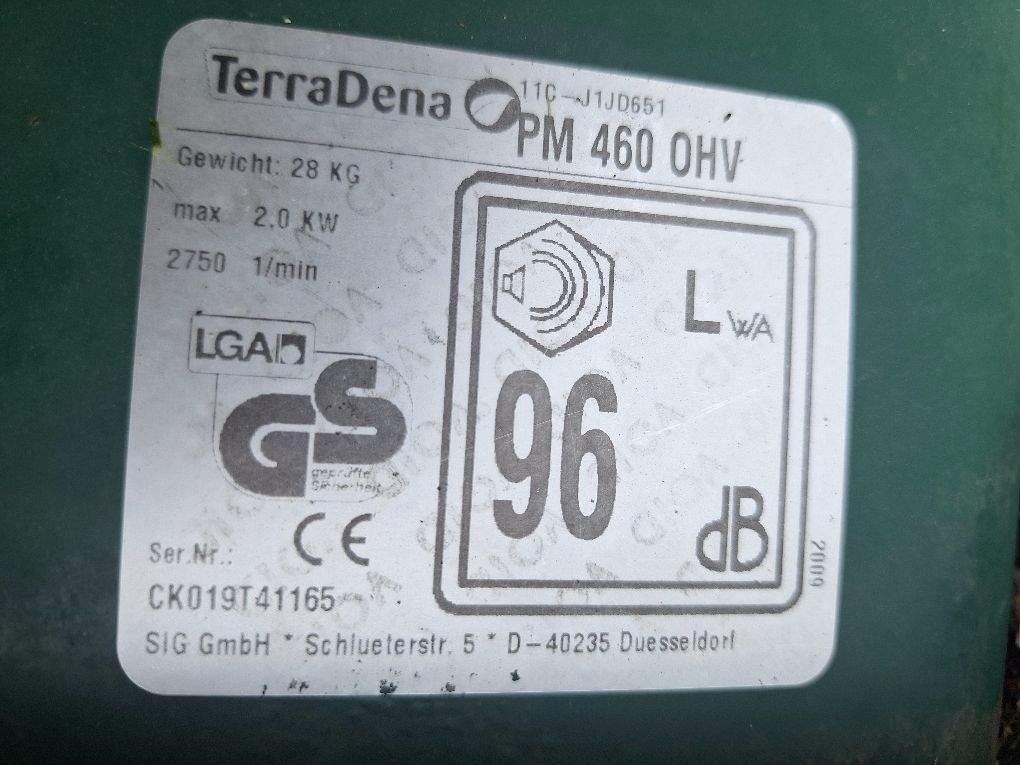 TerraDena
11C-J1JD651
PM 460 OHV
Gewicht: 28 KG
max 2.0 KW
2750 1/min
LGA
GS
geprüfte
Sicherheit
CE
LWA
96
dB
2009
Ser.Nr.:
CK019T41165
SIG GmbH * Schlueterstr. 5 * D-40235 Duesseldorf